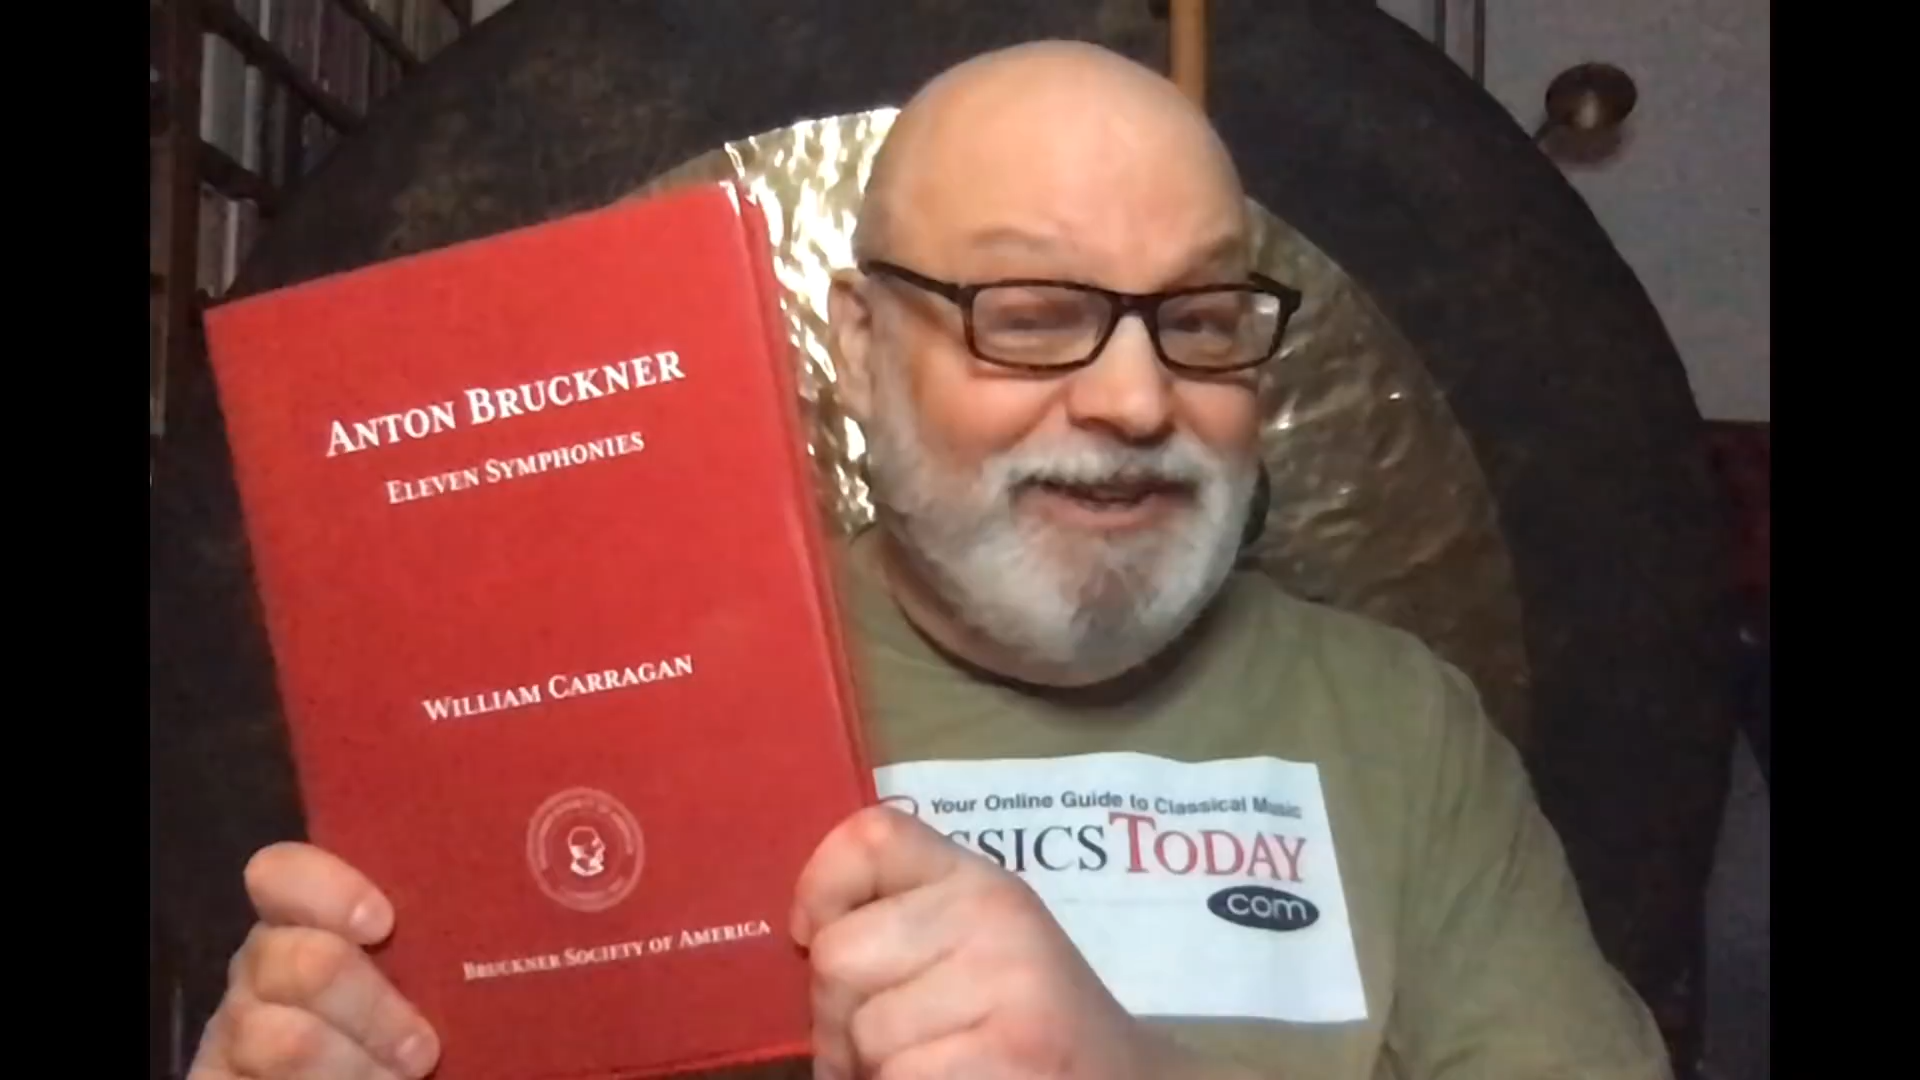 ANTON BRUCKNER
ELEVEN SYMPHONIES
WILLIAM CARRAGAN
BRUCKNER SOCIETY OF AMERICA
Your Online Guide to Classical Music
SSICSTODAY
com